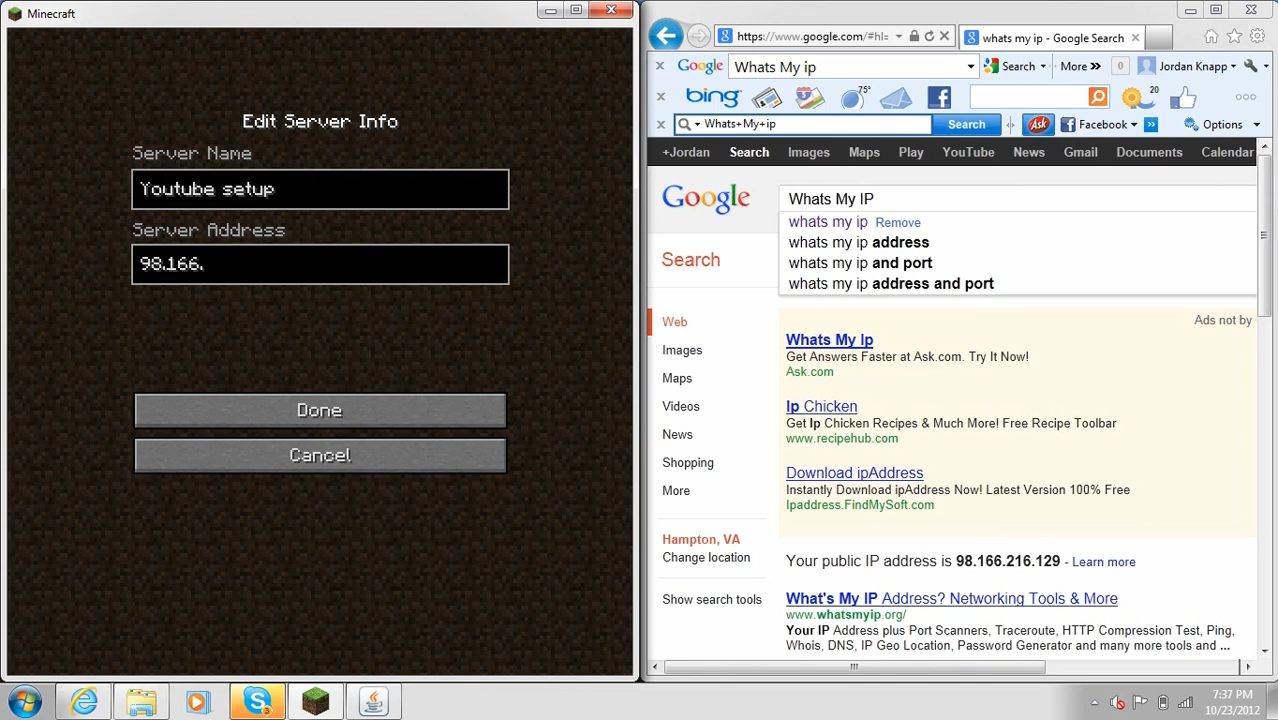 Minecraft
Edit Server Info
Server Name
Youtube setup
Server Address
98.166.
Done
Cancel
https://www.google.com/#hl=
whats my ip - Google Search
Google
Whats My ip
Search
More »
0
Jordan Knapp
bing
75°
20
Whats+My+ip
Search
Ask
Facebook
»
Options
+Jordan Search Images Maps Play YouTube News Gmail Documents Calendar
Google
Whats My IP
whats my ip Remove
whats my ip address
whats my ip and port
whats my ip address and port
Search
Web
Images
Maps
Videos
News
Shopping
More
Hampton, VA
Change location
Show search tools
Ads not by
Whats My Ip
Get Answers Faster at Ask.com. Try It Now!
Ask.com
Ip Chicken
Get Ip Chicken Recipes & Much More! Free Recipe Toolbar
www.recipehub.com
Download ipAddress
Instantly Download ipAddress Now! Latest Version 100% Free
Ipaddress.FindMySoft.com
Your public IP address is 98.166.216.129 - Learn more
What's My IP Address? Networking Tools & More
www.whatsmyip.org/
Your IP Address plus Port Scanners, Traceroute, HTTP Compression Test, Ping,
Whois, DNS, IP Geo Location, Password Generator and many more tools and ...
7:37 PM
10/23/2012